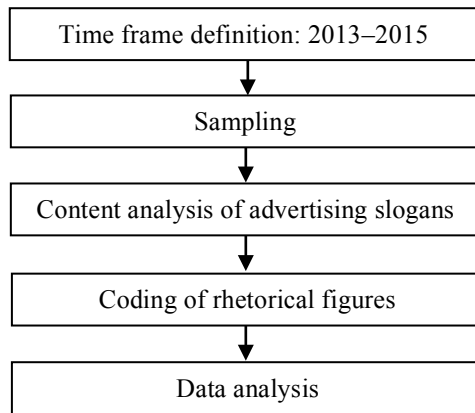 Time frame definition: 2013–2015
Sampling
Content analysis of advertising slogans
Coding of rhetorical figures
Data analysis